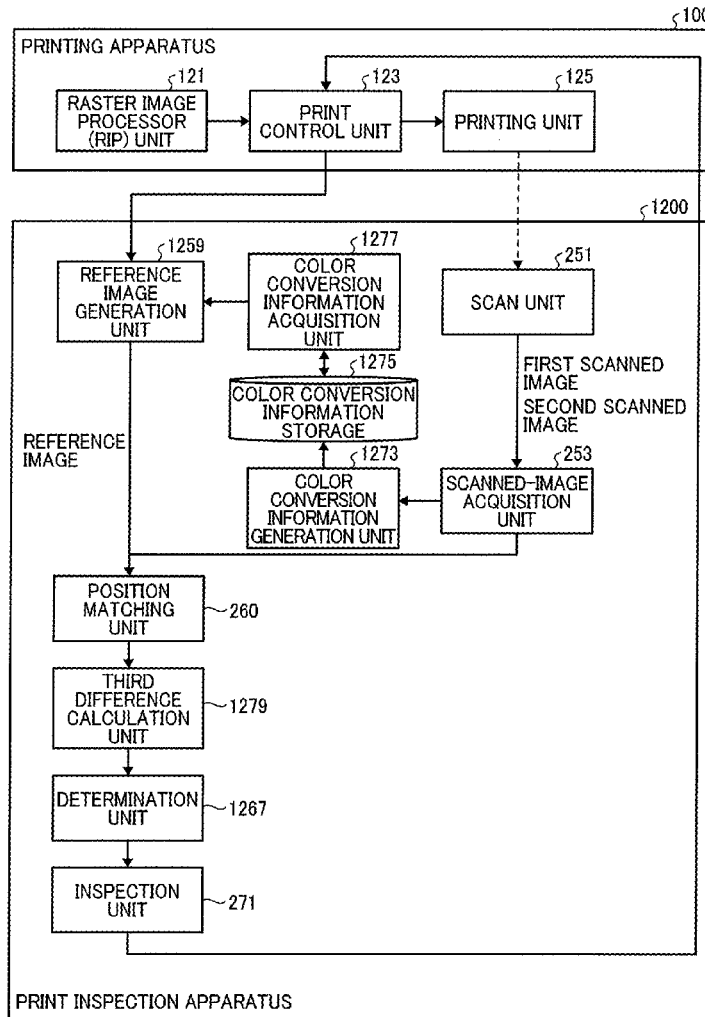 100
PRINTING APPARATUS
121
123
125
RASTER IMAGE
PROCESSOR
(RIP) UNIT
PRINT
CONTROL UNIT
PRINTING UNIT
1200
1259
1277
251
REFERENCE
IMAGE
GENERATION
UNIT
COLOR
CONVERSION
INFORMATION
ACQUISITION
UNIT
SCAN UNIT
1275
FIRST SCANNED
IMAGE
SECOND SCANNED
IMAGE
COLOR CONVERSION
INFORMATION
STORAGE
REFERENCE
IMAGE
1273
253
COLOR
CONVERSION
INFORMATION
GENERATION UNIT
SCANNED-IMAGE
ACQUISITION
UNIT
POSITION
MATCHING
UNIT
260
THIRD
DIFFERENCE
CALCULATION
UNIT
1279
DETERMINATION
UNIT
1267
INSPECTION
UNIT
271
PRINT INSPECTION APPARATUS